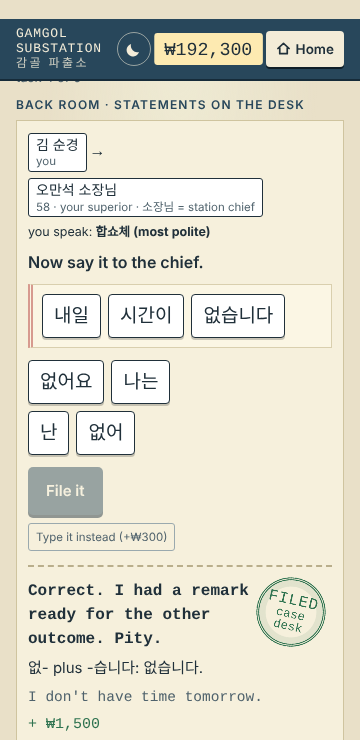 GAMGOL
SUBSTATION
감골 파출소
₩192,300
Home
BACK ROOM · STATEMENTS ON THE DESK
김 순경
you
→
오만석 소장님
58 · your superior · 소장님 = station chief
you speak: 합쇼체 (most polite)
Now say it to the chief.
내일 시간이 없습니다
없어요 나는
난 없어
File it
Type it instead (+₩300)
Correct. I had a remark
ready for the other
outcome. Pity.
FILED
case
desk
없- plus -습니다: 없습니다.
I don't have time tomorrow.
+ ₩1,500